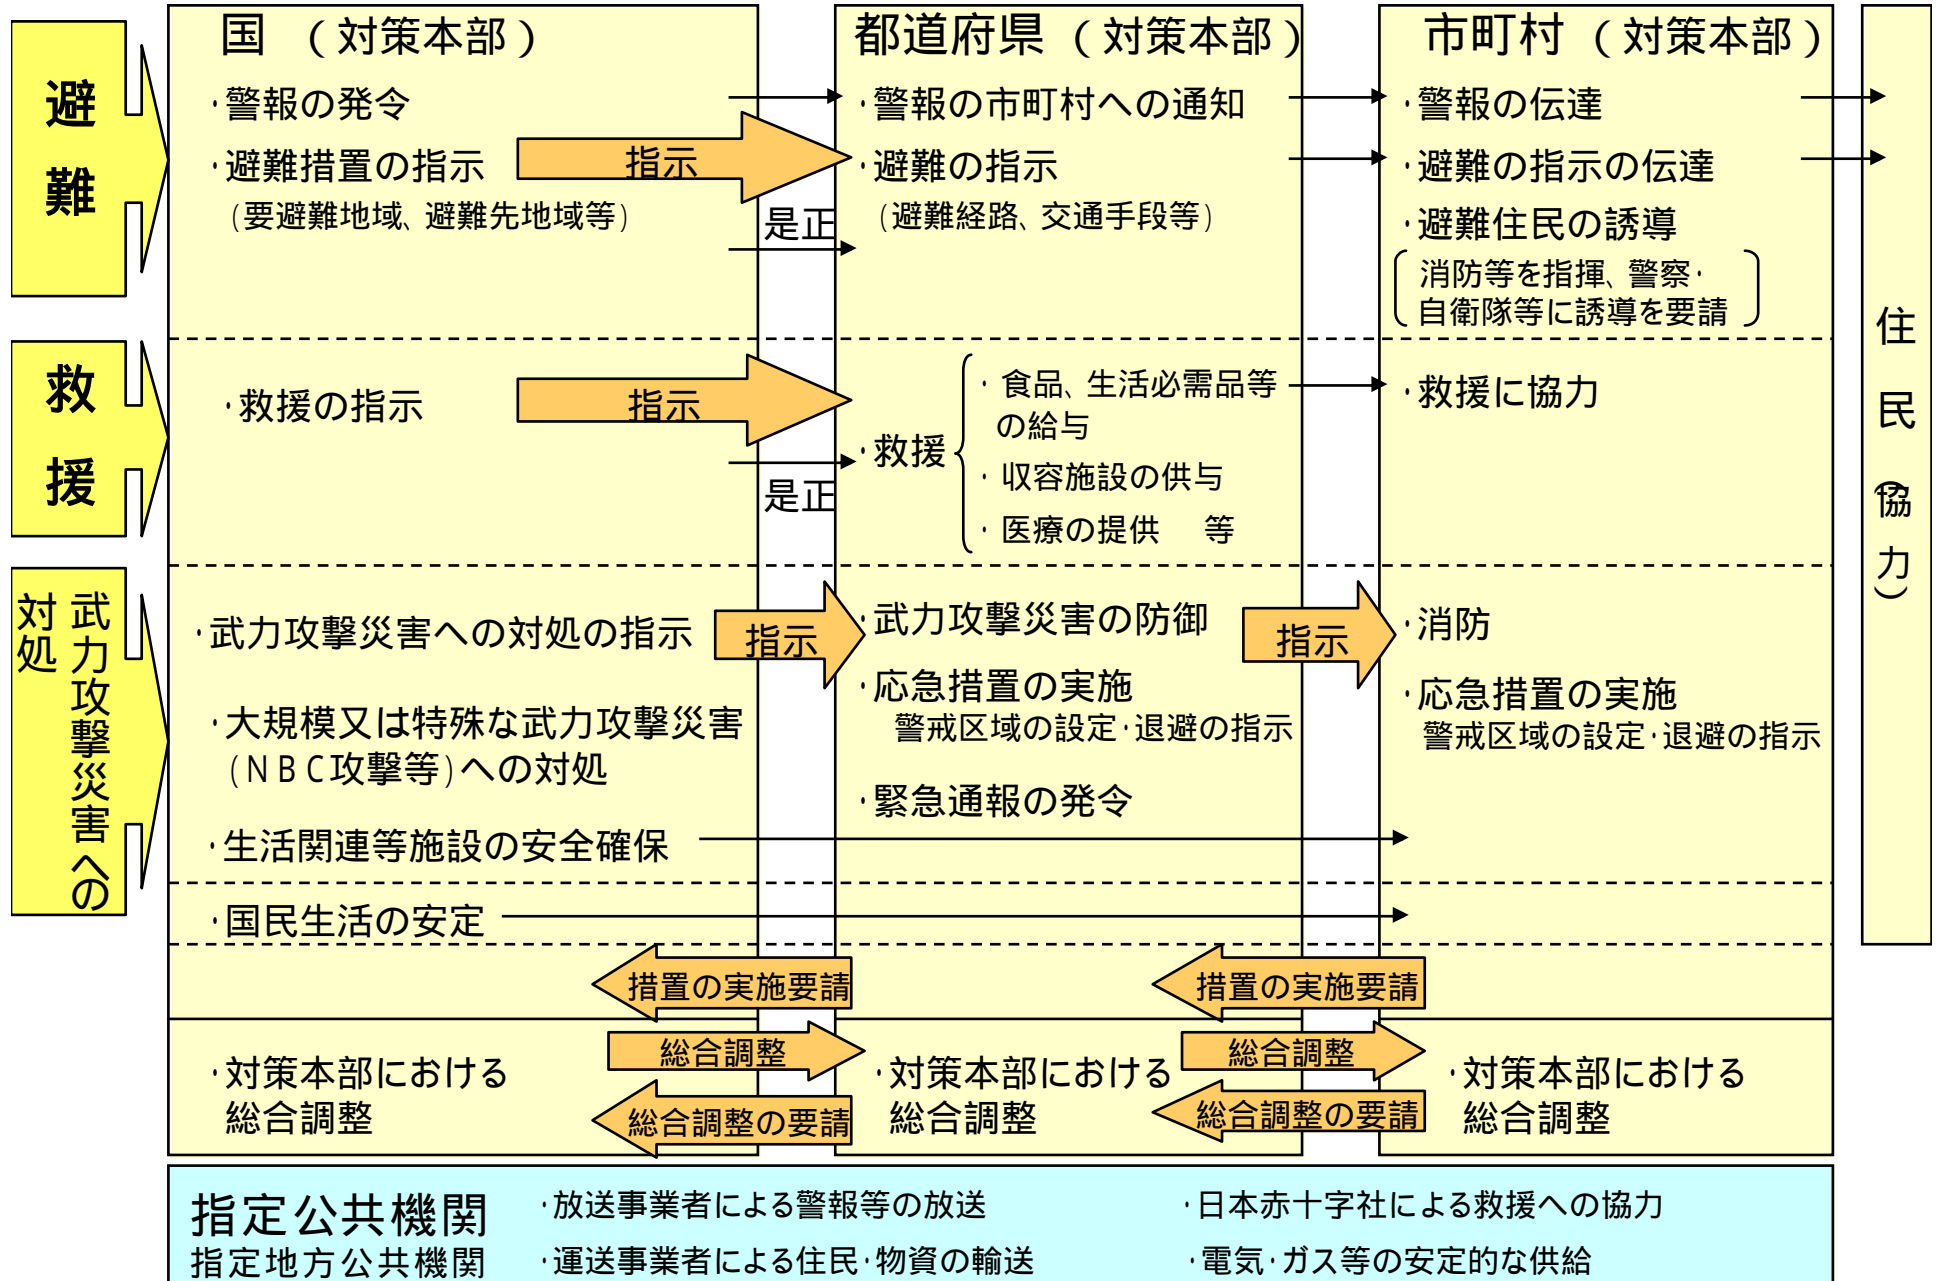 避難
国 （対策本部）
・警報の発令
・避難措置の指示
（要避難地域、避難先地域等）
指示
是正
都道府県（対策本部）
・警報の市町村への通知
・避難の指示
（避難経路、交通手段等）
市町村（対策本部）
・警報の伝達
・避難の指示の伝達
・避難住民の誘導
消防等を指揮、警察・
自衛隊等に誘導を要請
住民（協力）
救援
・救援の指示
指示
是正
・救援
・食品、生活必需品等
の給与
・収容施設の供与
・医療の提供 等
・救援に協力
武力攻撃災害への
対処
・武力攻撃災害への対処の指示
・大規模又は特殊な武力攻撃災害
（ＮＢＣ攻撃等）への対処
・生活関連等施設の安全確保
指示
・武力攻撃災害の防御
・応急措置の実施
警戒区域の設定・退避の指示
・緊急通報の発令
指示
・消防
・応急措置の実施
警戒区域の設定・退避の指示
・国民生活の安定
措置の実施要請
措置の実施要請
・対策本部における
総合調整
総合調整
総合調整の要請
・対策本部における
総合調整
総合調整
総合調整の要請
・対策本部における
総合調整
指定公共機関
指定地方公共機関
・放送事業者による警報等の放送
・日本赤十字社による救援への協力
・運送事業者による住民・物資の輸送
・電気・ガス等の安定的な供給